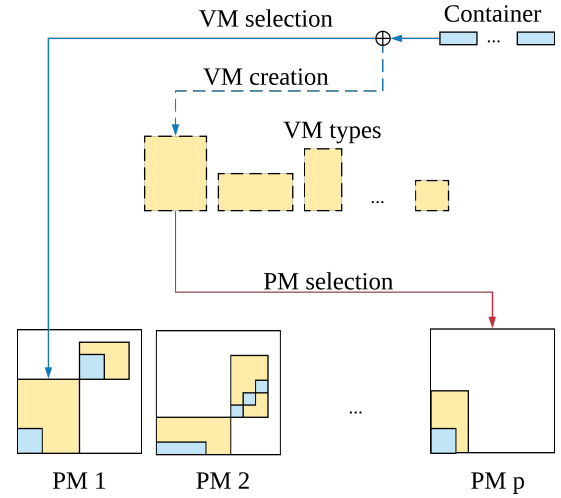 Container
VM selection
...
VM creation
VM types
...
PM selection
...
PM 1
PM 2
PM p